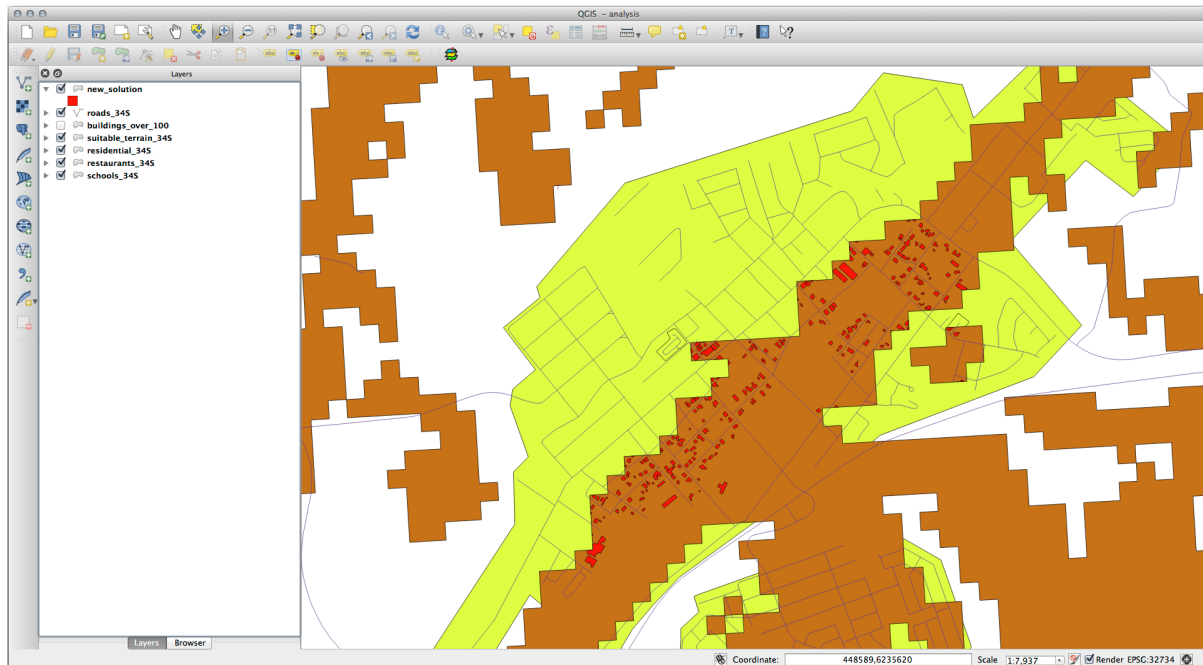 QGIS - analysis
Layers
new_solution
roads_34S
buildings_over_100
suitable_terrain_34S
residential_34S
restaurants_34S
schools_34S
Layers Browser
Coordinate: 448589,6235620 Scale 1:7,937 Render EPSG:32734